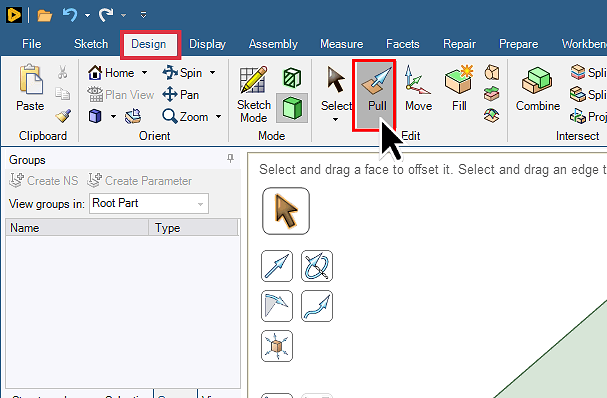 File Sketch Design Display Assembly Measure Facets Repair Prepare Workbenc
Home Spin
Plan View Pan
Zoom
Paste
Sketch
Mode
Select Pull Move Fill
Combine
Spli
Spli
Proj
Clipboard Orient Mode Edit Intersect
Groups
Create NS Create Parameter
View groups in: Root Part
Name Type
Select and drag a face to offset it. Select and drag an edge t